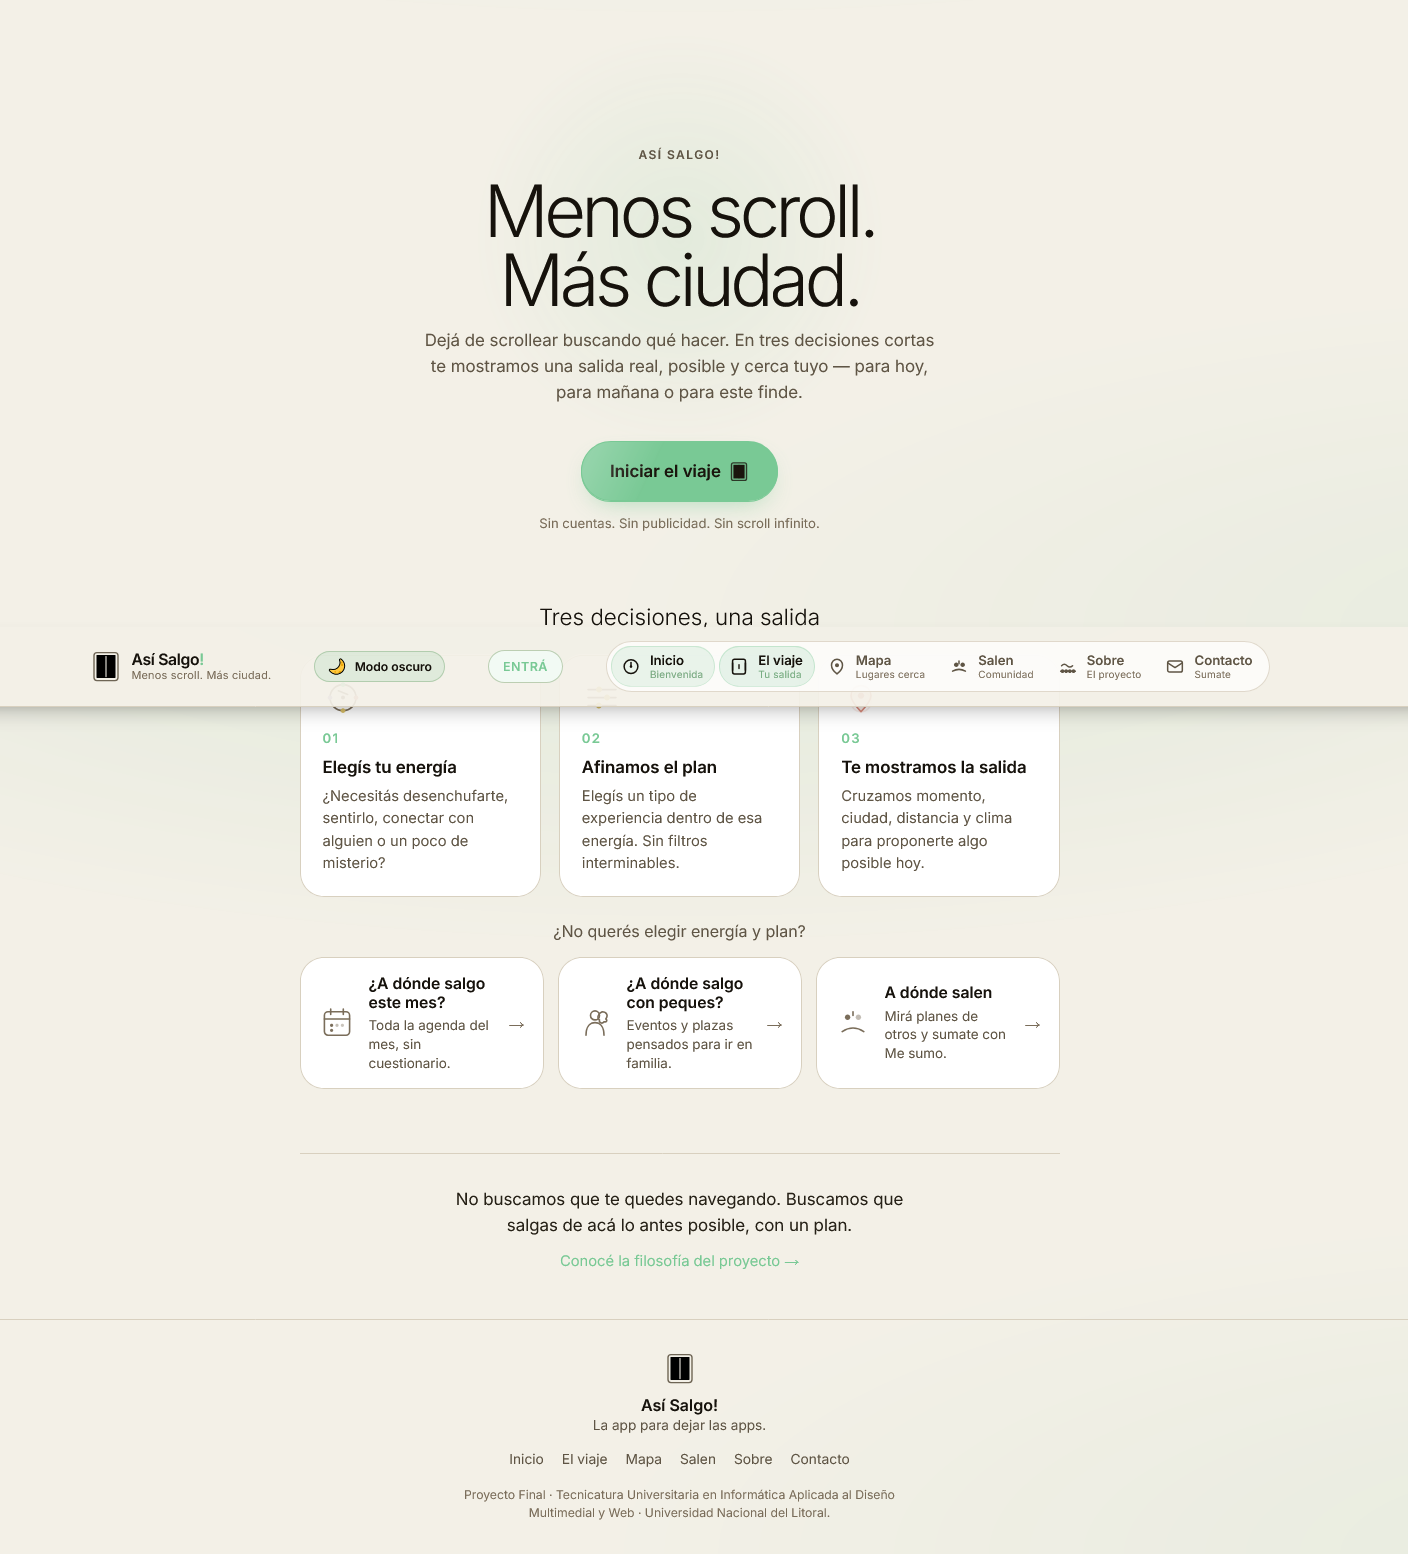 ASÍ SALGO!
Menos scroll.
Más ciudad.
Dejá de scrollear buscando qué hacer. En tres decisiones cortas
te mostramos una salida real, posible y cerca tuyo — para hoy,
para mañana o para este finde.
Iniciar el viaje
Sin cuentas. Sin publicidad. Sin scroll infinito.
Tres decisiones, una salida
Así Salgo!
Menos scroll. Más ciudad.
Modo oscuro
ENTRÁ
Inicio
Bienvenida
El viaje
Tu salida
Mapa
Lugares cerca
Salen
Comunidad
Sobre
El proyecto
Contacto
Sumate
01
Elegís tu energía
¿Necesitás desenchufarte,
sentirlo, conectar con
alguien o un poco de
misterio?
02
Afinamos el plan
Elegís un tipo de
experiencia dentro de esa
energía. Sin filtros
interminables.
03
Te mostramos la salida
Cruzamos momento,
ciudad, distancia y clima
para proponerte algo
posible hoy.
¿No querés elegir energía y plan?
¿A dónde salgo
este mes?
Toda la agenda del
mes, sin
cuestionario.
→
¿A dónde salgo
con peques?
Eventos y plazas
pensados para ir en
familia.
→
A dónde salen
Mirá planes de
otros y sumate con
Me sumo.
→
No buscamos que te quedes navegando. Buscamos que
salgas de acá lo antes posible, con un plan.
Conocé la filosofía del proyecto →
Así Salgo!
La app para dejar las apps.
Inicio El viaje Mapa Salen Sobre Contacto
Proyecto Final · Tecnicatura Universitaria en Informática Aplicada al Diseño
Multimedial y Web · Universidad Nacional del Litoral.